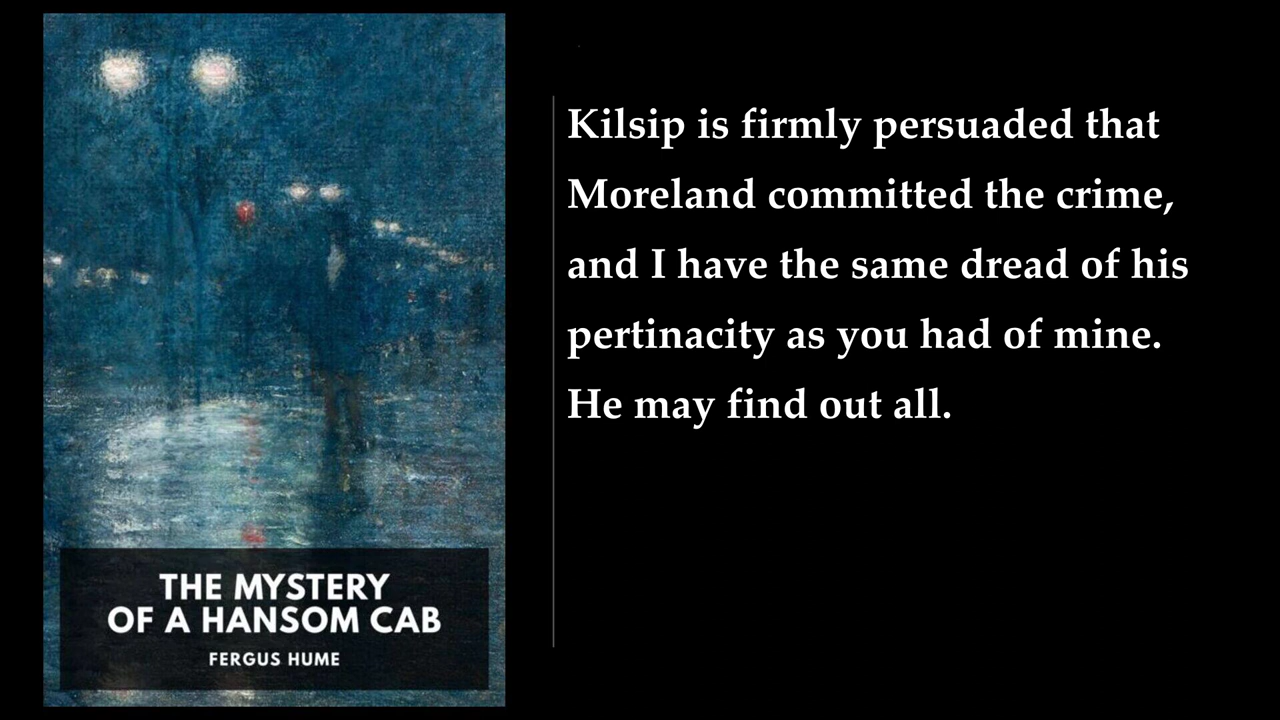 Kilsip is firmly persuaded that
Moreland committed the crime,
and I have the same dread of his
pertinacity as you had of mine.
He may find out all.
THE MYSTERY
OF A HANSOM CAB
FERGUS HUME